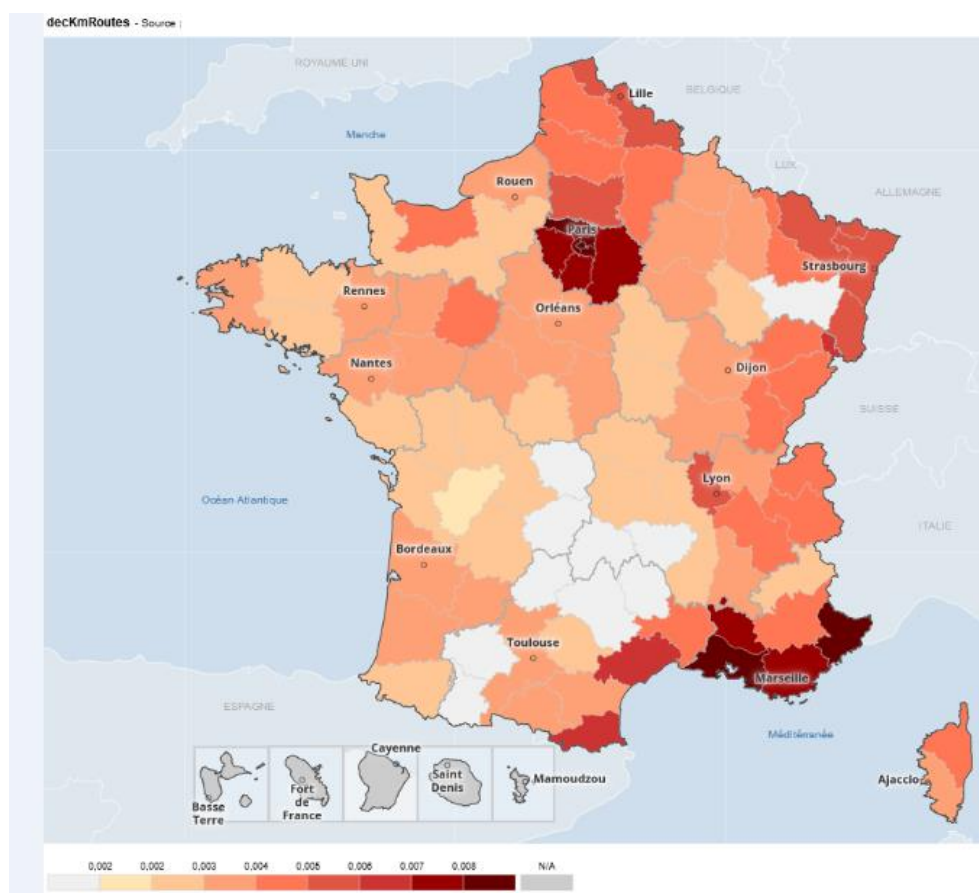 decKmRoutes - Source :
ROYAUME UNI
Lille
BELGIQUE
Manche
LUX
Rouen
ALLEMAGNE
Paris
Strasbourg
Rennes
Orléans
Nantes
Dijon
SUISSE
Lyon
Océan Atlantique
ITALIE
Bordeaux
Toulouse
Marseille
ESPAGNE
Méditérranée
Cayenne
Saint
Denis
Mamoudzou
Ajaccio
Fort
de
France
Basse
Terre
0,002 0,002 0,003 0,004 0,005 0,006 0,007 0,008 N/A